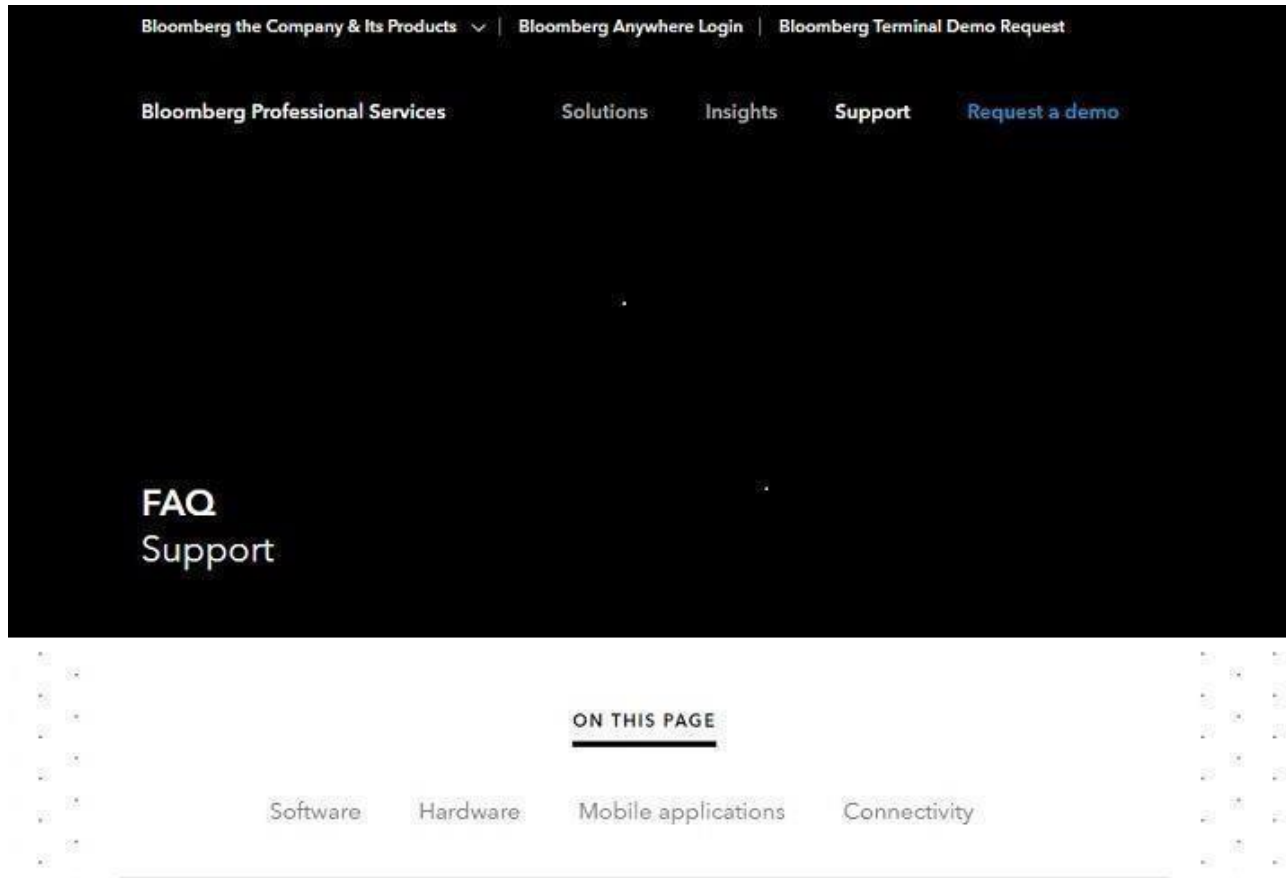 Bloomberg the Company & Its Products | Bloomberg Anywhere Login | Bloomberg Terminal Demo Request
Bloomberg Professional Services Solutions Insights Support Request a demo
FAQ
Support
ON THIS PAGE
Software Hardware Mobile applications Connectivity